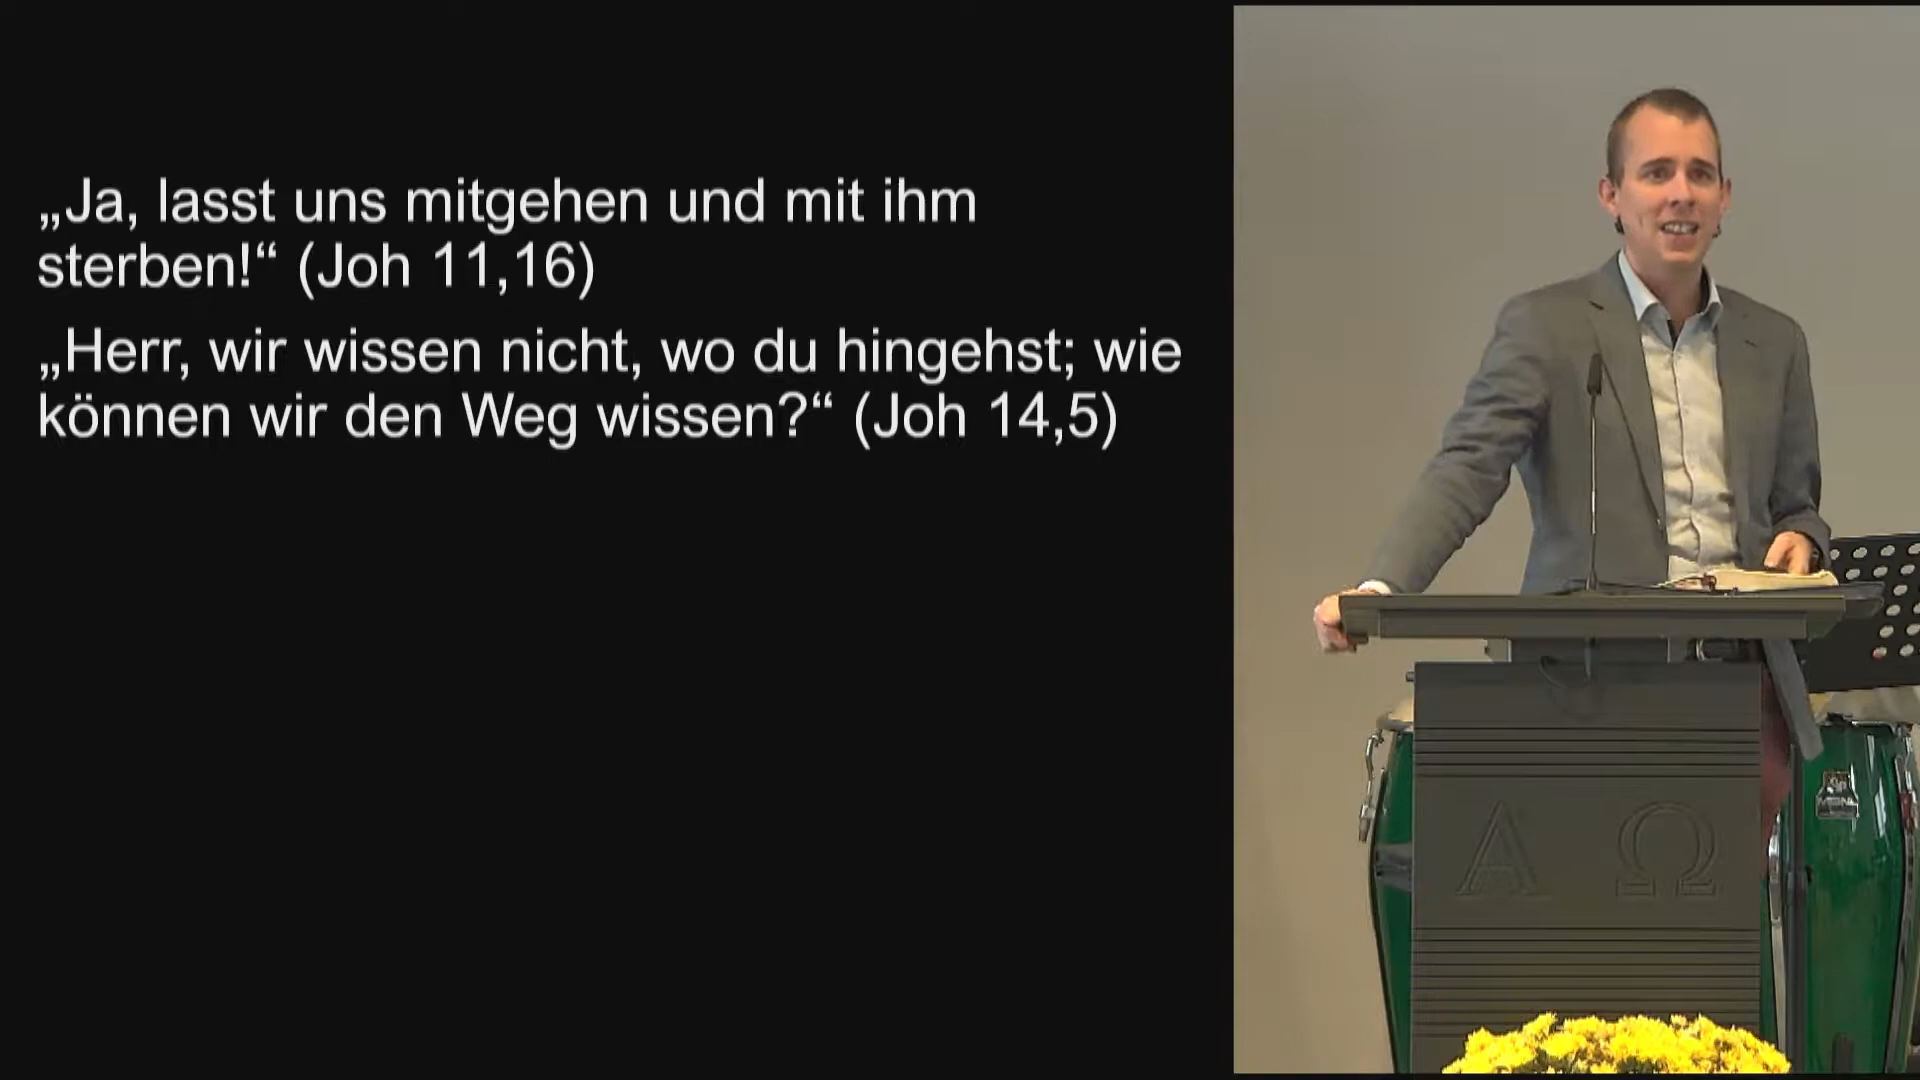 „Ja, lasst uns mitgehen und mit ihm
sterben!“ (Joh 11,16)
„Herr, wir wissen nicht, wo du hingehst; wie
können wir den Weg wissen?“ (Joh 14,5)
Α Ω